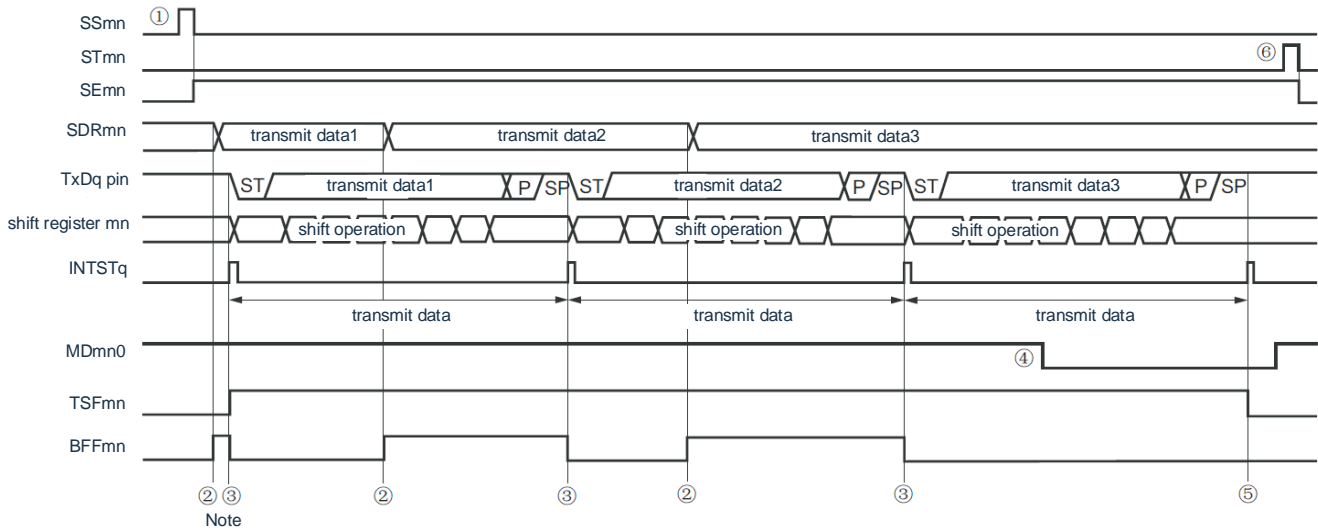 SSmn ①
STmn ⑥
SEmn
SDRmn transmit data1 transmit data2 transmit data3
TxDq pin ST transmit data1 P SP ST transmit data2 P SP ST transmit data3 P SP
shift register mn shift operation shift operation shift operation
INTSTq
transmit data transmit data transmit data
MDmn0 ④
TSFmn
BFFmn
② ③ ② ③ ② ③ ⑤
Note